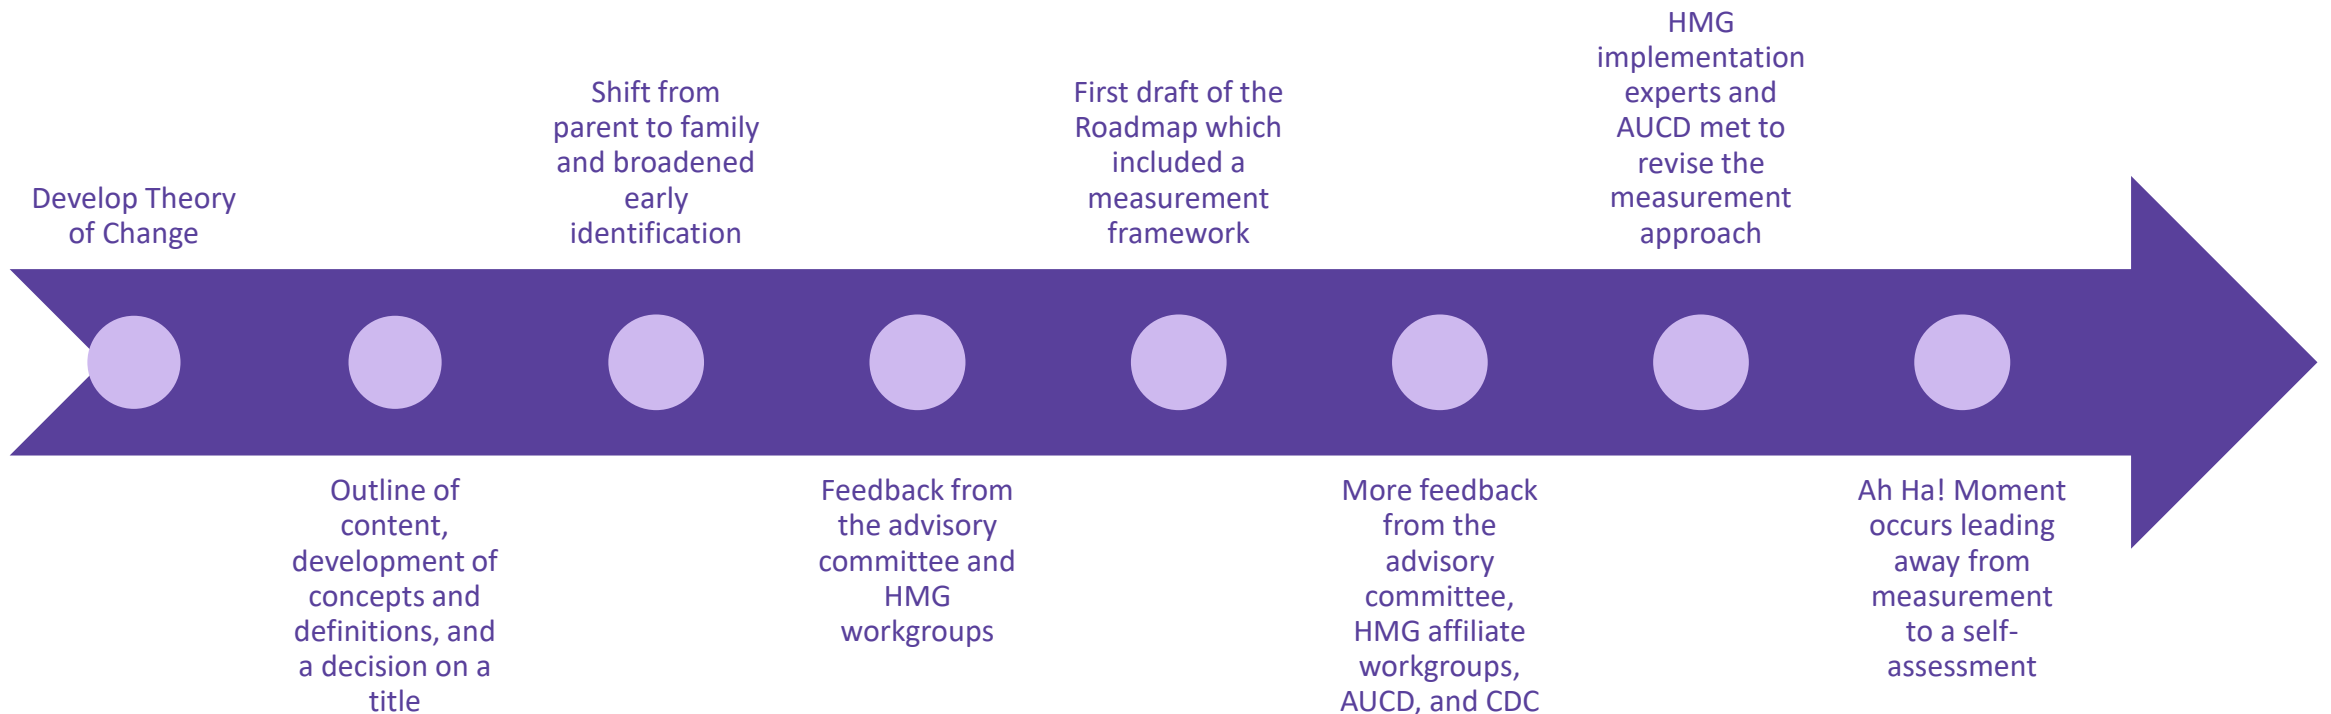 Develop Theory
of Change
Outline of
content,
development of
concepts and
definitions, and
a decision on a
title
Shift from
parent to family
and broadened
early
identification
Feedback from
the advisory
committee and
HMG
workgroups
First draft of the
Roadmap which
included a
measurement
framework
More feedback
from the
advisory
committee,
HMG affiliate
workgroups,
AUCD, and CDC
HMG
implementation
experts and
AUCD met to
revise the
measurement
approach
Ah Ha! Moment
occurs leading
away from
measurement
to a self-
assessment